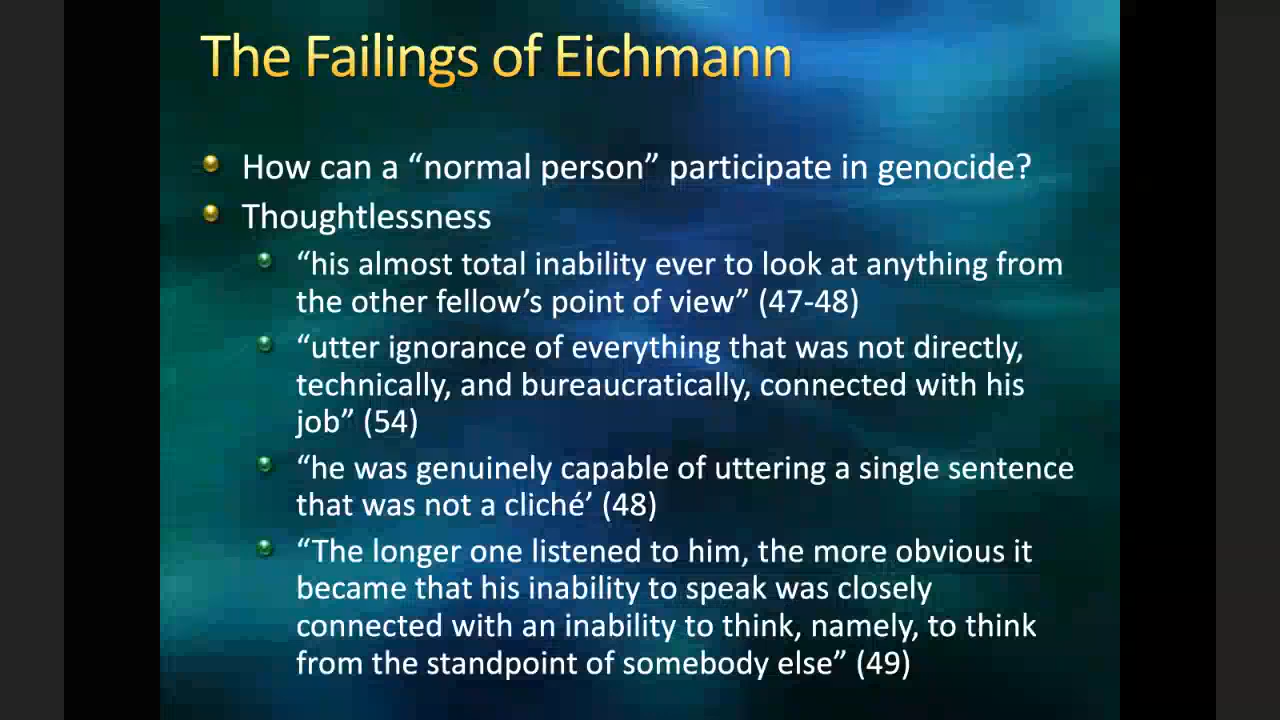 The Failings of Eichmann
How can a “normal person” participate in genocide?
Thoughtlessness
“his almost total inability ever to look at anything from
the other fellow’s point of view” (47-48)
“utter ignorance of everything that was not directly,
technically, and bureaucratically, connected with his
job” (54)
“he was genuinely capable of uttering a single sentence
that was not a cliché’ (48)
“The longer one listened to him, the more obvious it
became that his inability to speak was closely
connected with an inability to think, namely, to think
from the standpoint of somebody else” (49)